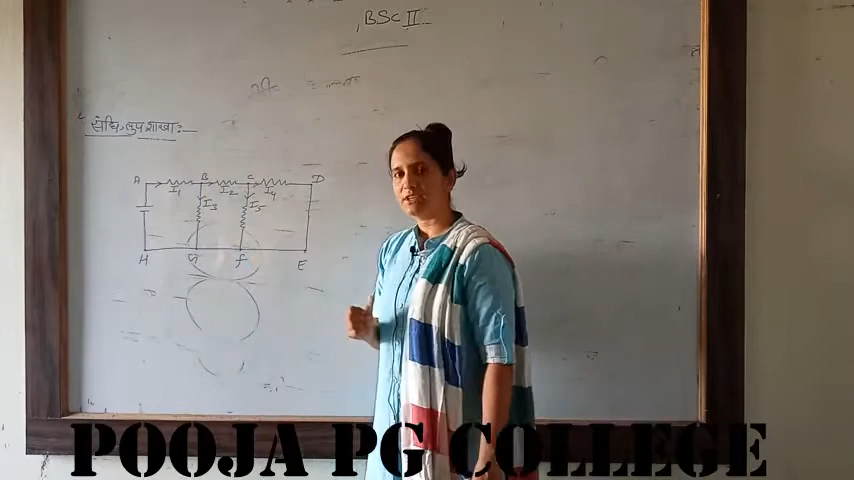 BSc II
संधि, लुप शाखा :-
A B C D
I₁ I₂ I₄
I₃ I₅
H G F E
POOJA PG COLLEGE